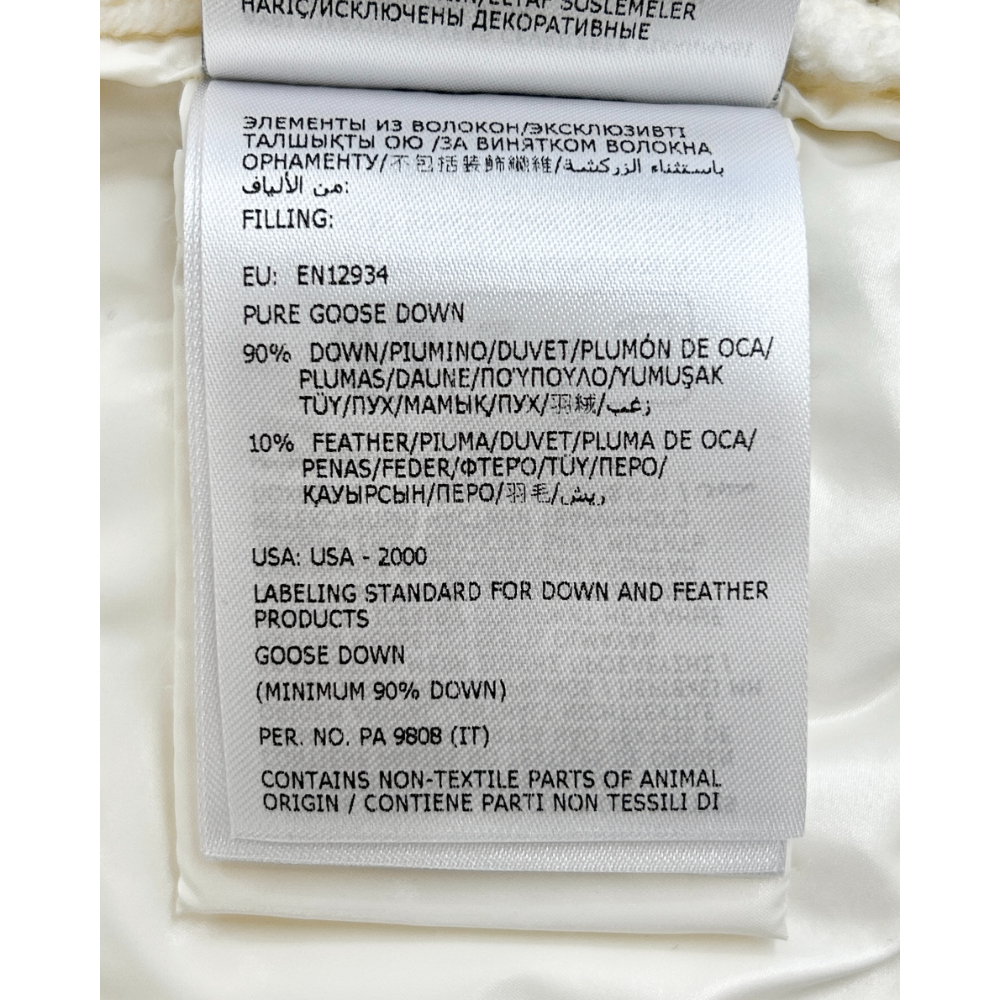 SÜSLEMELER
HARİÇ/ИСКЛЮЧЕНЫ ДЕКОРАТИВНЫЕ
ЭЛЕМЕНТЫ ИЗ ВОЛОКОН/ЭКСКЛЮЗИВТІ
ТАЛШЫҚТЫ ОЮ /ЗА ВИНЯТКОМ ВОЛОКНА
ОРНАМЕНТУ/不包括裝飾纖維/باستثناء الزركشة
من الألياف:
FILLING:
EU: EN12934
PURE GOOSE DOWN
90% DOWN/PIUMINO/DUVET/PLUMÓN DE OCA/
PLUMAS/DAUNE/ΠΟΎΠΟΥΛΟ/YUMUŞAK
TÜY/ПУХ/МАМЫҚ/ПУХ/羽絨/زغب
10% FEATHER/PIUMA/DUVET/PLUMA DE OCA/
PENAS/FEDER/ΦΤΕΡΌ/TÜY/ПЕРО/
ҚАУЫРСЫН/ПЕРО/羽毛/ريش
USA: USA - 2000
LABELING STANDARD FOR DOWN AND FEATHER
PRODUCTS
GOOSE DOWN
(MINIMUM 90% DOWN)
PER. NO. PA 9808 (IT)
CONTAINS NON-TEXTILE PARTS OF ANIMAL
ORIGIN / CONTIENE PARTI NON TESSILI DI